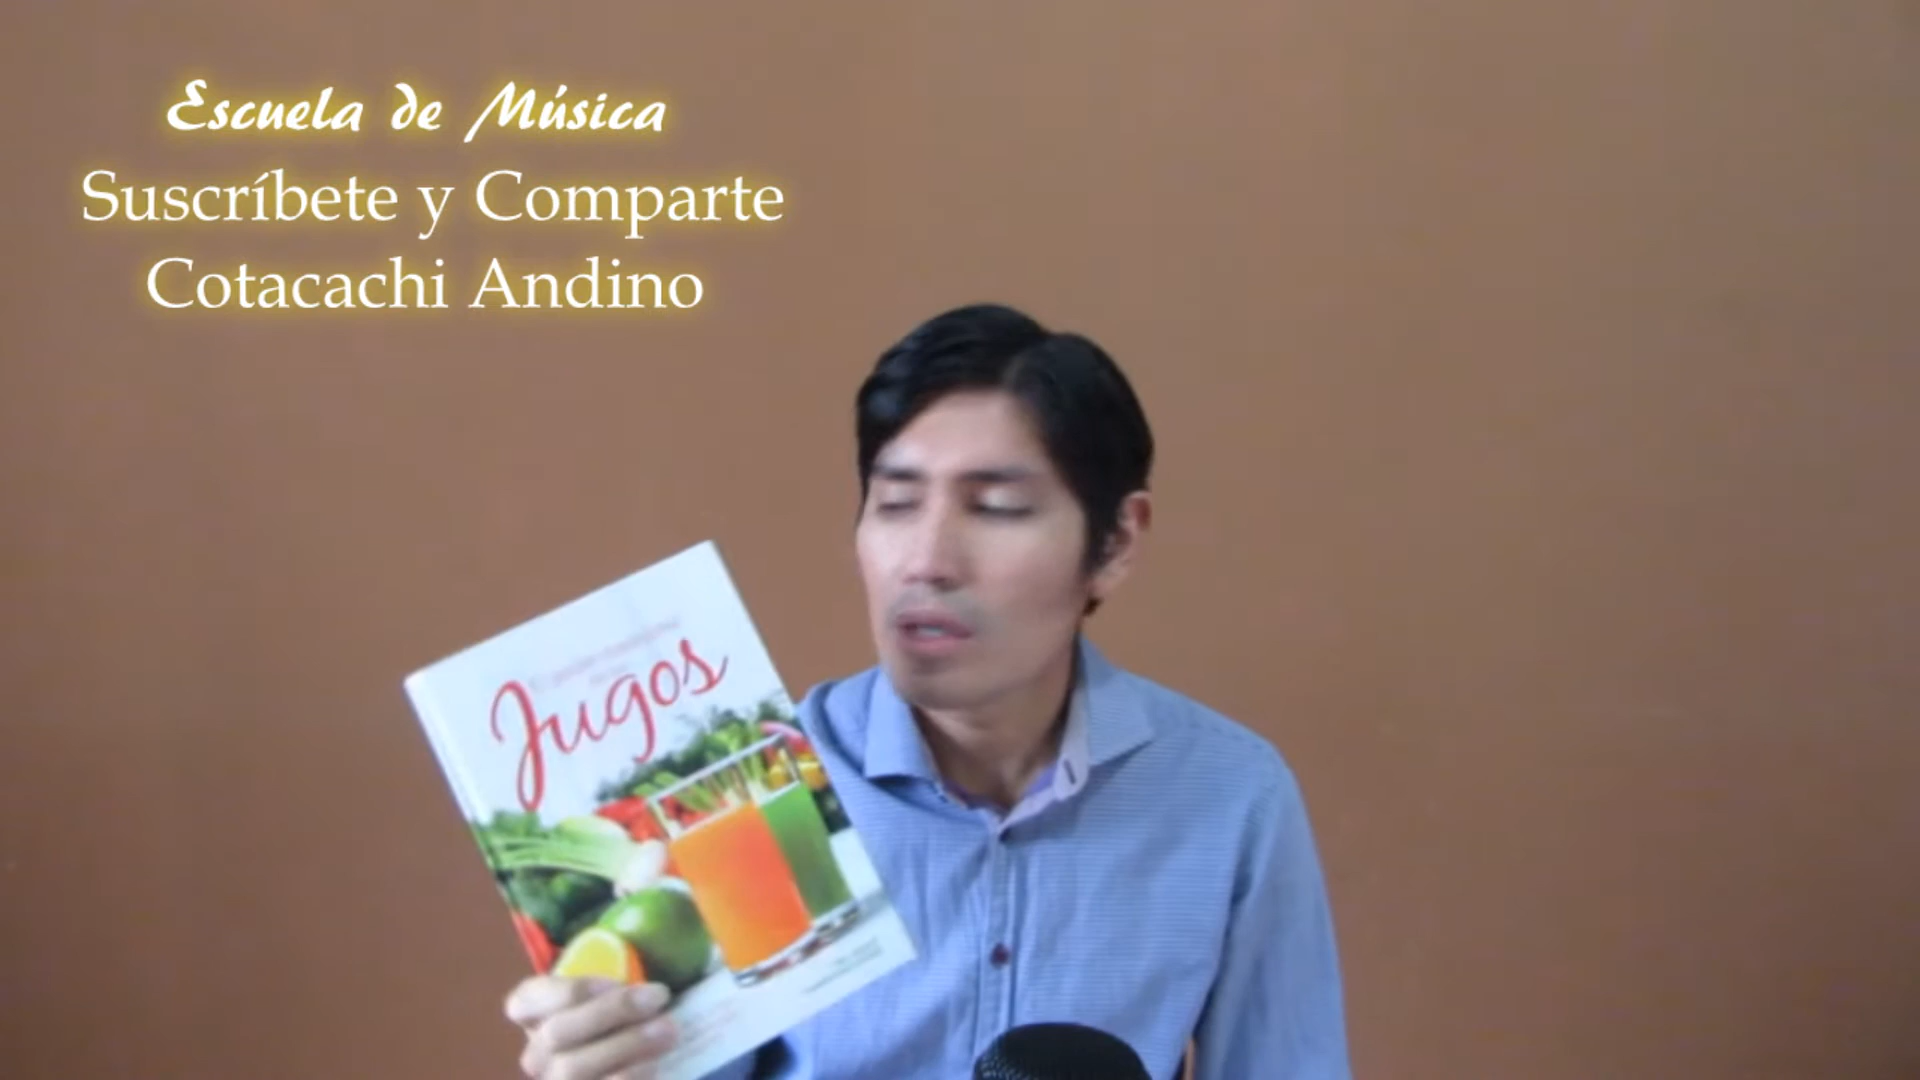 Escuela de Música
Suscríbete y Comparte
Cotacachi Andino
Jugos